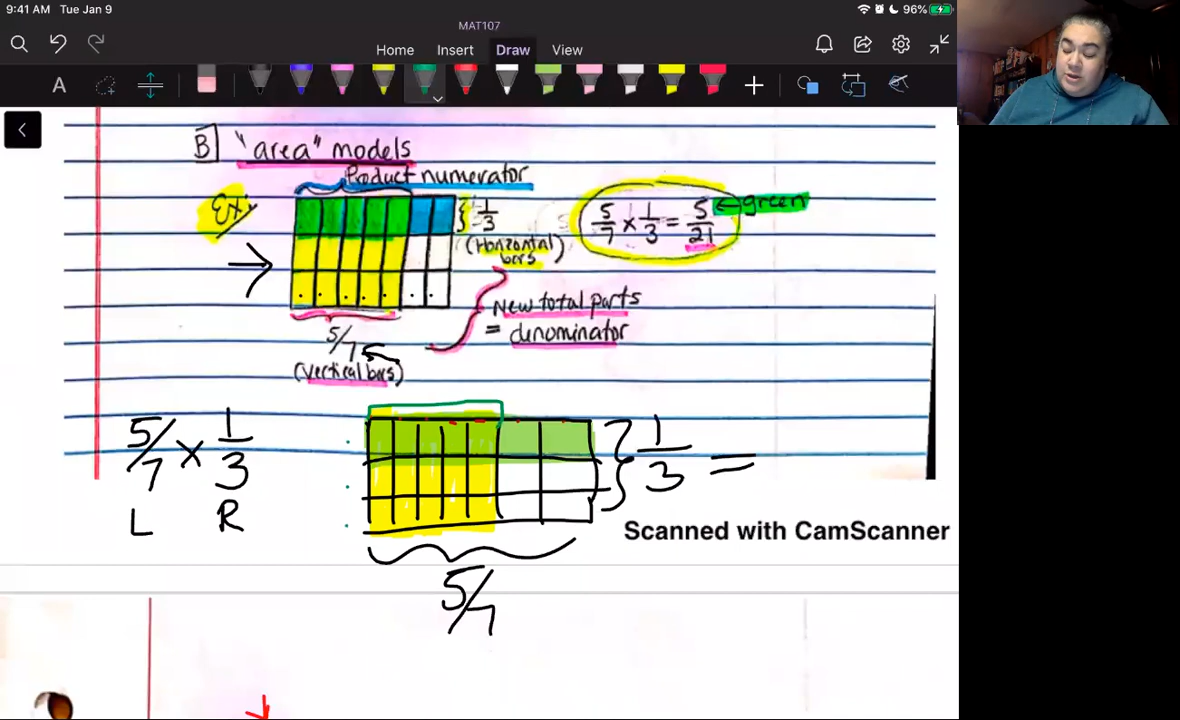 9:41 AM Tue Jan 9
96%
MAT107
Home Insert Draw View
A
B "area" models
Product numerator
Ex:
} 1/3
(Horizontal bars)
5/7 x 1/3 = 5/21 ← green
New total parts
= denominator
5/7
(vertical bars)
5/7 x 1/3
L R
} 1/3 =
5/7
Scanned with CamScanner